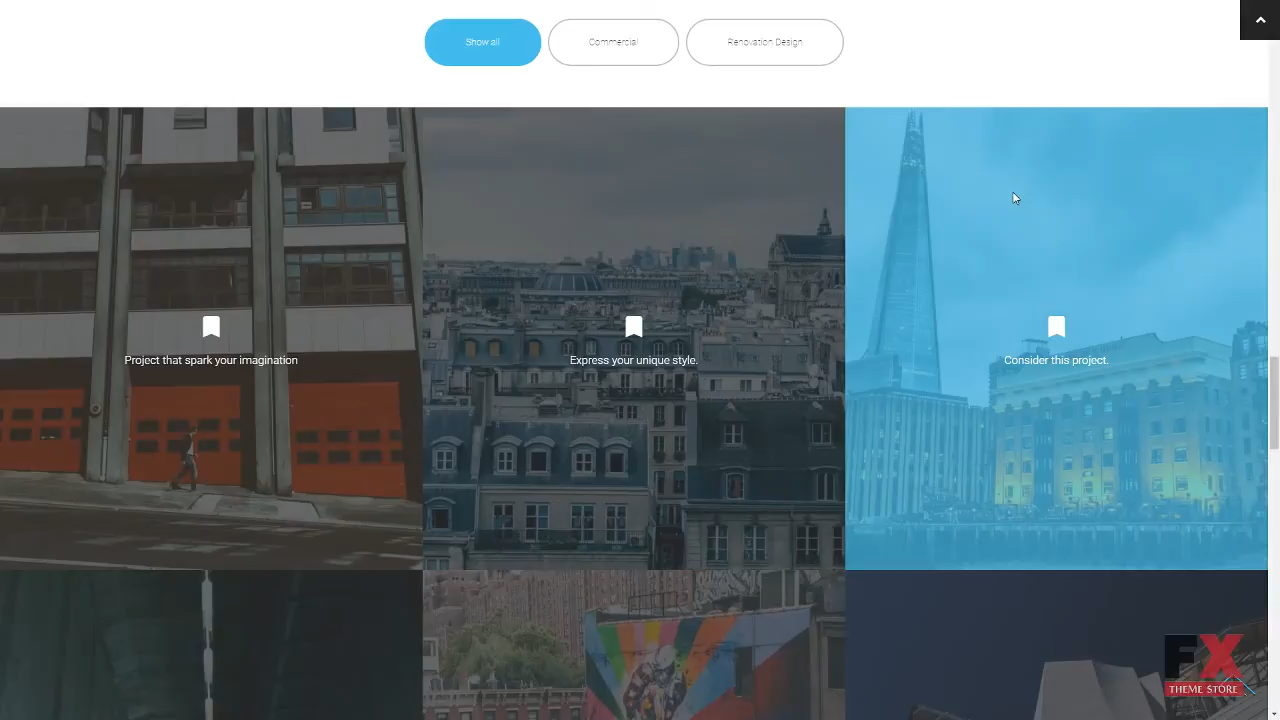 Show all
Commercial
Renovation Design
Project that spark your imagination
Express your unique style.
Consider this project.
FX
THEME STORE